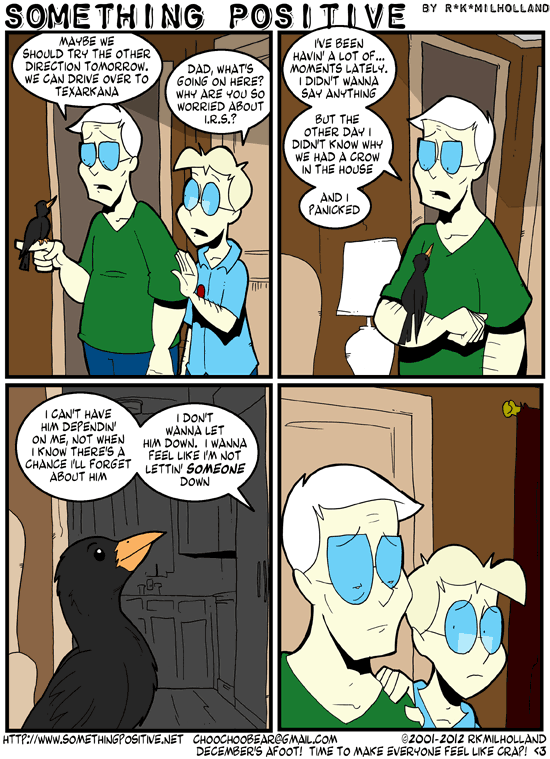 SOMETHING POSITIVE BY R*K*MILHOLLAND
MAYBE WE
SHOULD TRY THE OTHER
DIRECTION TOMORROW.
WE CAN DRIVE OVER TO
TEXARKANA
DAD, WHAT'S
GOING ON HERE?
WHY ARE YOU SO
WORRIED ABOUT
I.R.S.?
I'VE BEEN
HAVIN' A LOT OF...
MOMENTS LATELY.
I DIDN'T WANNA
SAY ANYTHING
BUT THE
OTHER DAY I
DIDN'T KNOW WHY
WE HAD A CROW
IN THE HOUSE
AND I
PANICKED
I CAN'T HAVE
HIM DEPENDIN'
ON ME, NOT WHEN
I KNOW THERE'S A
CHANCE I'LL FORGET
ABOUT HIM
I DON'T
WANNA LET
HIM DOWN. I WANNA
FEEL LIKE I'M NOT
LETTIN' SOMEONE
DOWN
HTTP://WWW.SOMETHINGPOSITIVE.NET CHOOCHOOBEAR@GMAIL.COM ©2001-2012 RKMILHOLLAND
DECEMBER'S AFOOT! TIME TO MAKE EVERYONE FEEL LIKE CRAP! <3